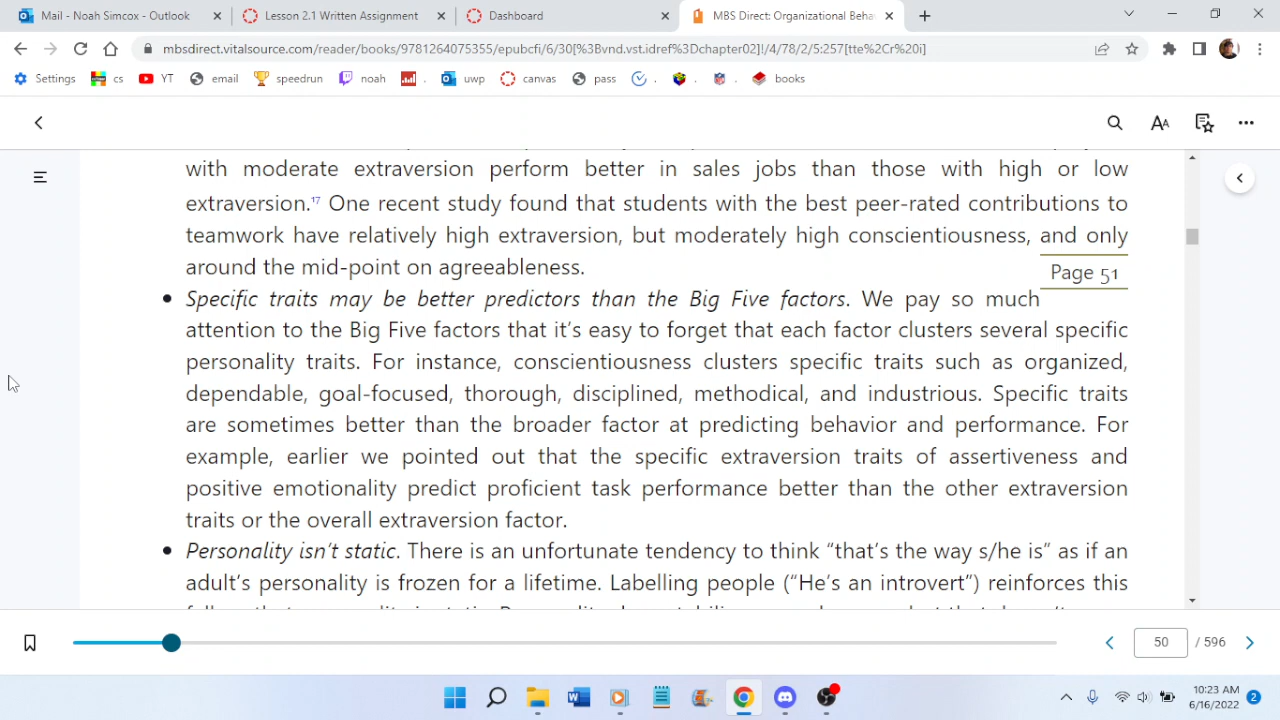 Mail - Noah Simcox - Outlook
Lesson 2.1 Written Assignment
Dashboard
MBS Direct: Organizational Beha
mbsdirect.vitalsource.com/reader/books/9781264075355/epubcfi/6/30[%3Bvnd.vst.idref%3Dchapter02]!/4/78/2/5:257[tte%2Cr%20i]
Settings cs YT email speedrun noah . uwp canvas pass . . . books
with moderate extraversion perform better in sales jobs than those with high or low
extraversion.17 One recent study found that students with the best peer-rated contributions to
teamwork have relatively high extraversion, but moderately high conscientiousness, and only
around the mid-point on agreeableness.
Page 51
Specific traits may be better predictors than the Big Five factors. We pay so much
attention to the Big Five factors that it's easy to forget that each factor clusters several specific
personality traits. For instance, conscientiousness clusters specific traits such as organized,
dependable, goal-focused, thorough, disciplined, methodical, and industrious. Specific traits
are sometimes better than the broader factor at predicting behavior and performance. For
example, earlier we pointed out that the specific extraversion traits of assertiveness and
positive emotionality predict proficient task performance better than the other extraversion
traits or the overall extraversion factor.
Personality isn't static. There is an unfortunate tendency to think “that's the way s/he is” as if an
adult's personality is frozen for a lifetime. Labelling people (“He's an introvert”) reinforces this
50 / 596
10:23 AM
6/16/2022
2